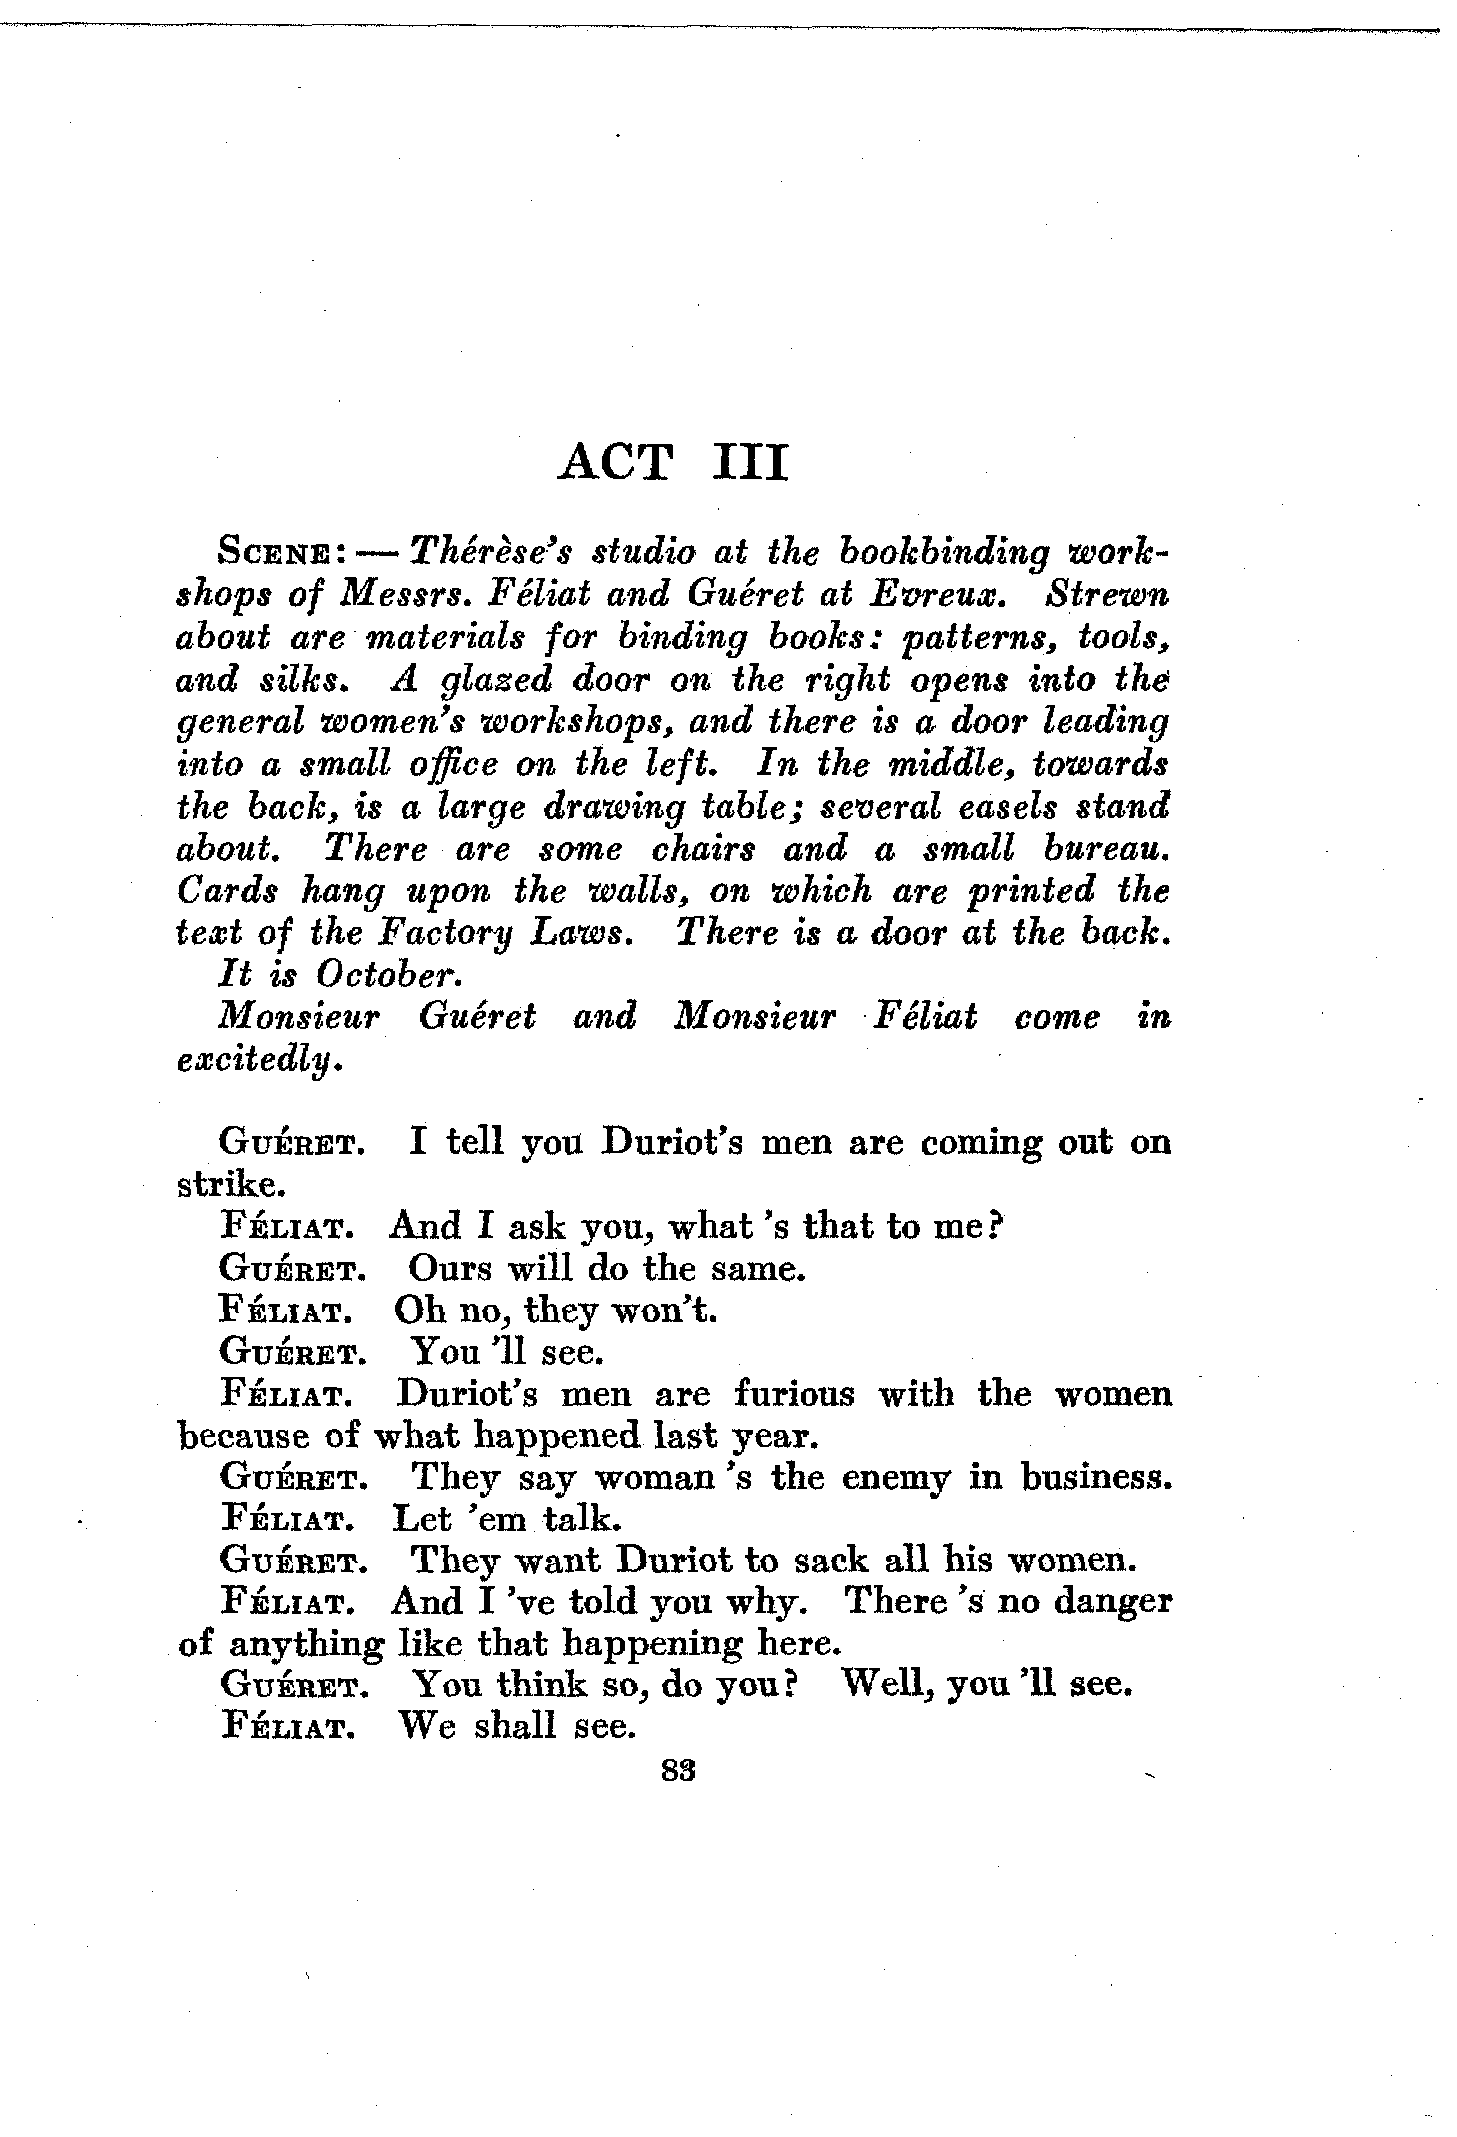 ACT III
SCENE: — Thérèse's studio at the bookbinding work-
shops of Messrs. Féliat and Guéret at Evreux. Strewn
about are materials for binding books: patterns, tools,
and silks. A glazed door on the right opens into the
general women's workshops, and there is a door leading
into a small office on the left. In the middle, towards
the back, is a large drawing table; several easels stand
about. There are some chairs and a small bureau.
Cards hang upon the walls, on which are printed the
text of the Factory Laws. There is a door at the back.
It is October.
Monsieur Guéret and Monsieur Féliat come in
excitedly.
GUÉRET. I tell you Duriot's men are coming out on
strike.
FÉLIAT. And I ask you, what 's that to me?
GUÉRET. Ours will do the same.
FÉLIAT. Oh no, they won't.
GUÉRET. You 'll see.
FÉLIAT. Duriot's men are furious with the women
because of what happened last year.
GUÉRET. They say woman 's the enemy in business.
FÉLIAT. Let 'em talk.
GUÉRET. They want Duriot to sack all his women.
FÉLIAT. And I 've told you why. There 's no danger
of anything like that happening here.
GUÉRET. You think so, do you? Well, you 'll see.
FÉLIAT. We shall see.
83